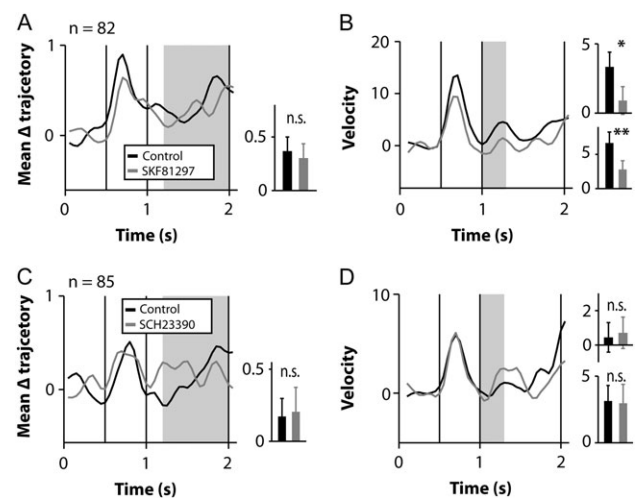 A
n = 82
1
0
Mean Δ trajcetory
Control
SKF81297
0
1
2
Time (s)
n.s.
0.5
0
B
20
10
0
Velocity
0
1
2
Time (s)
5
*
0
5
**
0
C
n = 85
1
0
Mean Δ trajcetory
Control
SCH23390
0
1
2
Time (s)
n.s.
0.5
0
D
10
0
Velocity
0
1
2
Time (s)
n.s.
2
0
n.s.
5
0